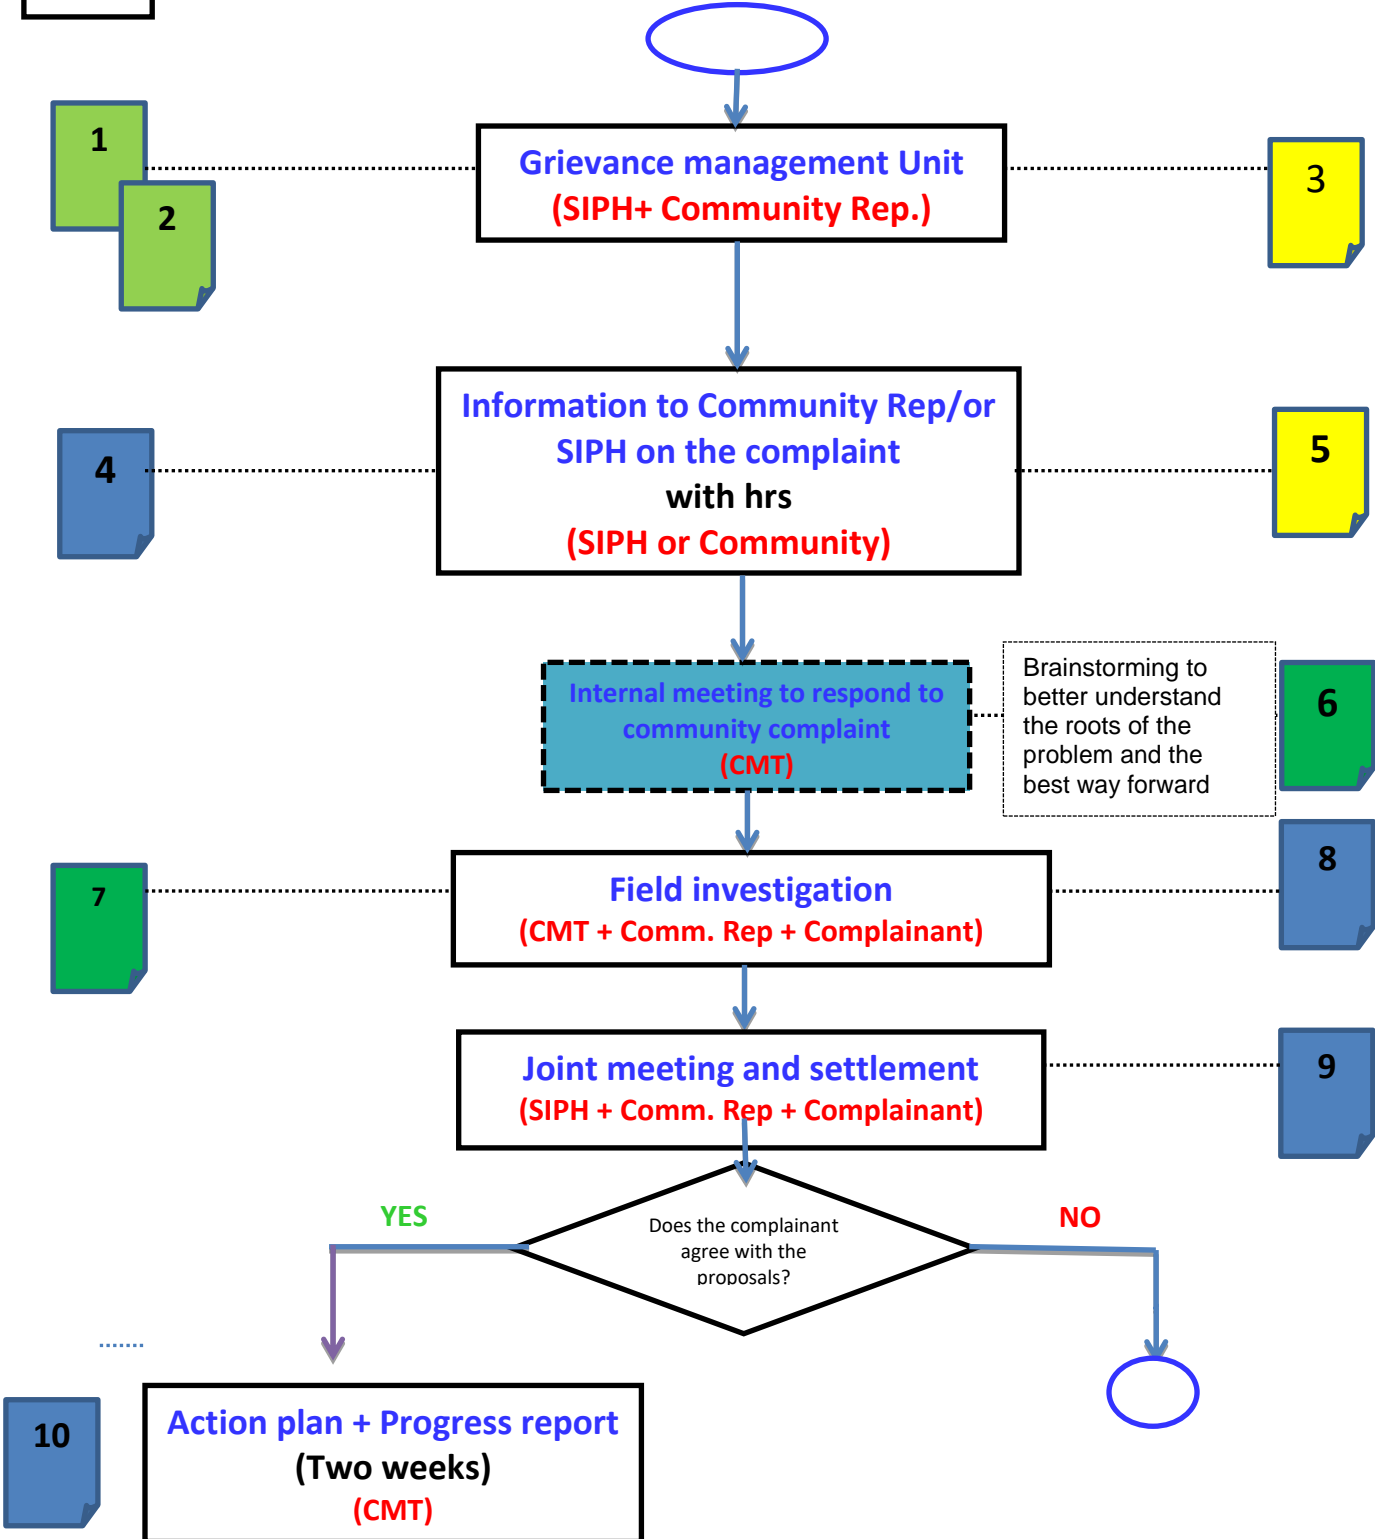 1
2
Grievance management Unit
(SIPH+ Community Rep.)
3
4
Information to Community Rep/or
SIPH on the complaint
with hrs
(SIPH or Community)
5
Internal meeting to respond to
community complaint
(CMT)
Brainstorming to
better understand
the roots of the
problem and the
best way forward
6
7
Field investigation
(CMT + Comm. Rep + Complainant)
8
Joint meeting and settlement
(SIPH + Comm. Rep + Complainant)
9
YES
Does the complainant
agree with the
proposals?
NO
10
Action plan + Progress report
(Two weeks)
(CMT)